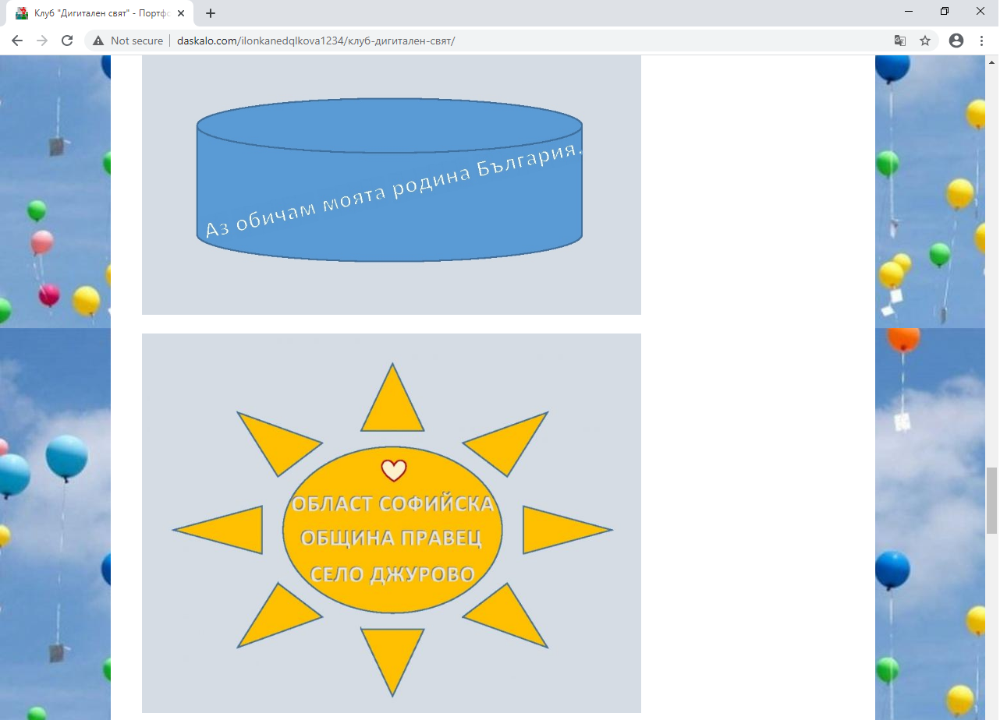 Клуб "Дигитален свят" - Портфо
Not secure
daskalo.com/ilonkanedqlkova1234/клуб-дигитален-свят/
Аз обичам моята родина България.
ОБЛАСТ СОФИЙСКА
ОБЩИНА ПРАВЕЦ
СЕЛО ДЖУРОВО